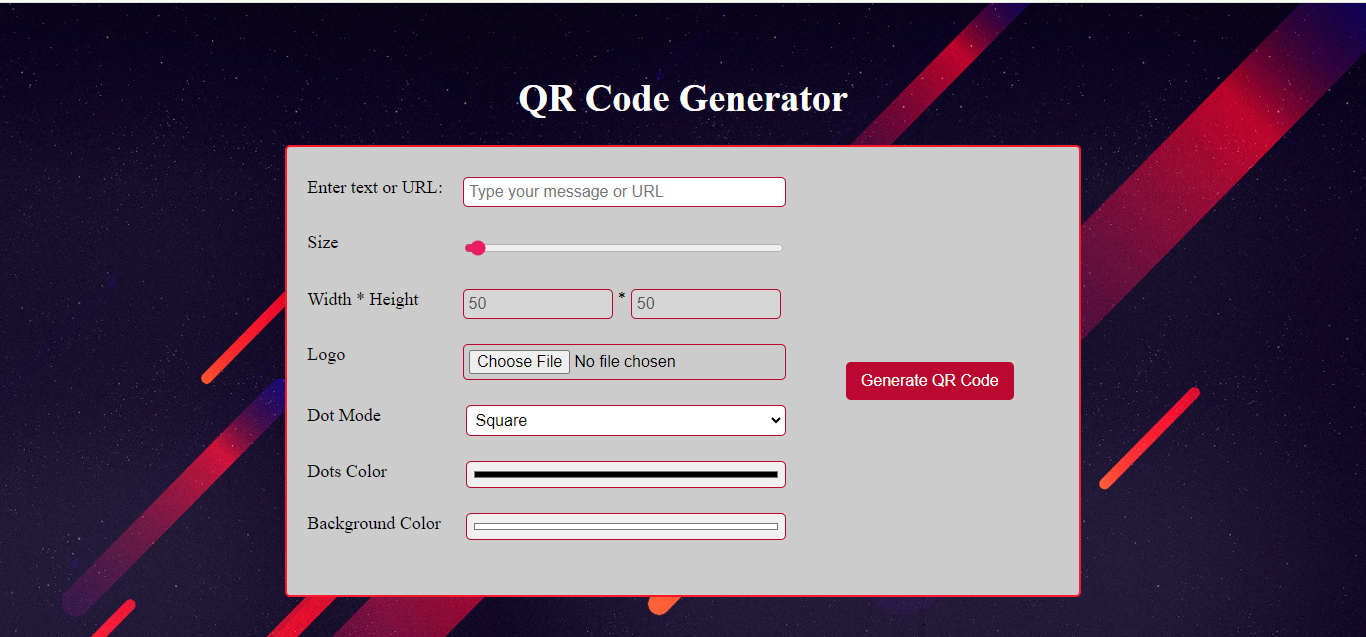 QR Code Generator
Enter text or URL: Type your message or URL
Size
Width * Height 50 * 50
Logo Choose File No file chosen
Generate QR Code
Dot Mode Square
Dots Color
Background Color